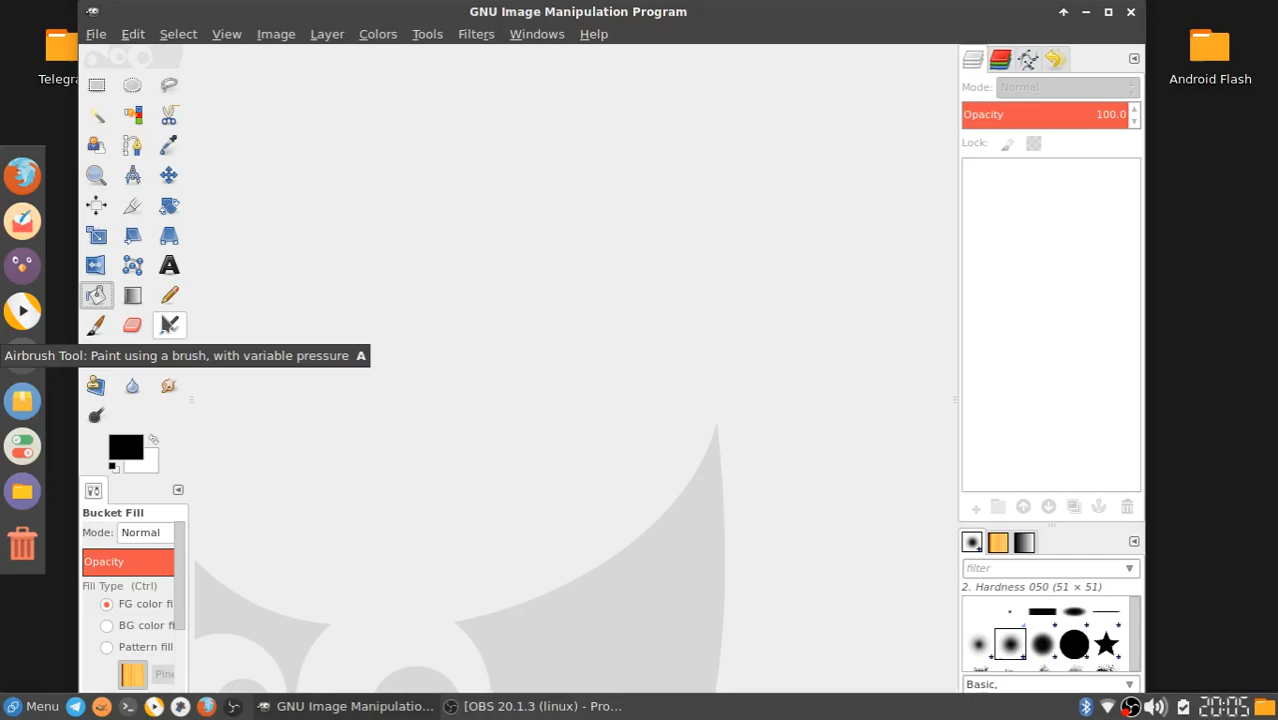 GNU Image Manipulation Program
File Edit Select View Image Layer Colors Tools Filters Windows Help
Telegra
Android Flash
Mode: Normal
Opacity 100.0
Lock:
Airbrush Tool: Paint using a brush, with variable pressure A
Bucket Fill
Mode: Normal
Opacity
Fill Type (Ctrl)
FG color fi
BG color fi
Pattern fill
Pine
filter
2. Hardness 050 (51 × 51)
Basic,
Menu
GNU Image Manipulatio...
[OBS 20.1.3 (linux) - Pro...
20:05